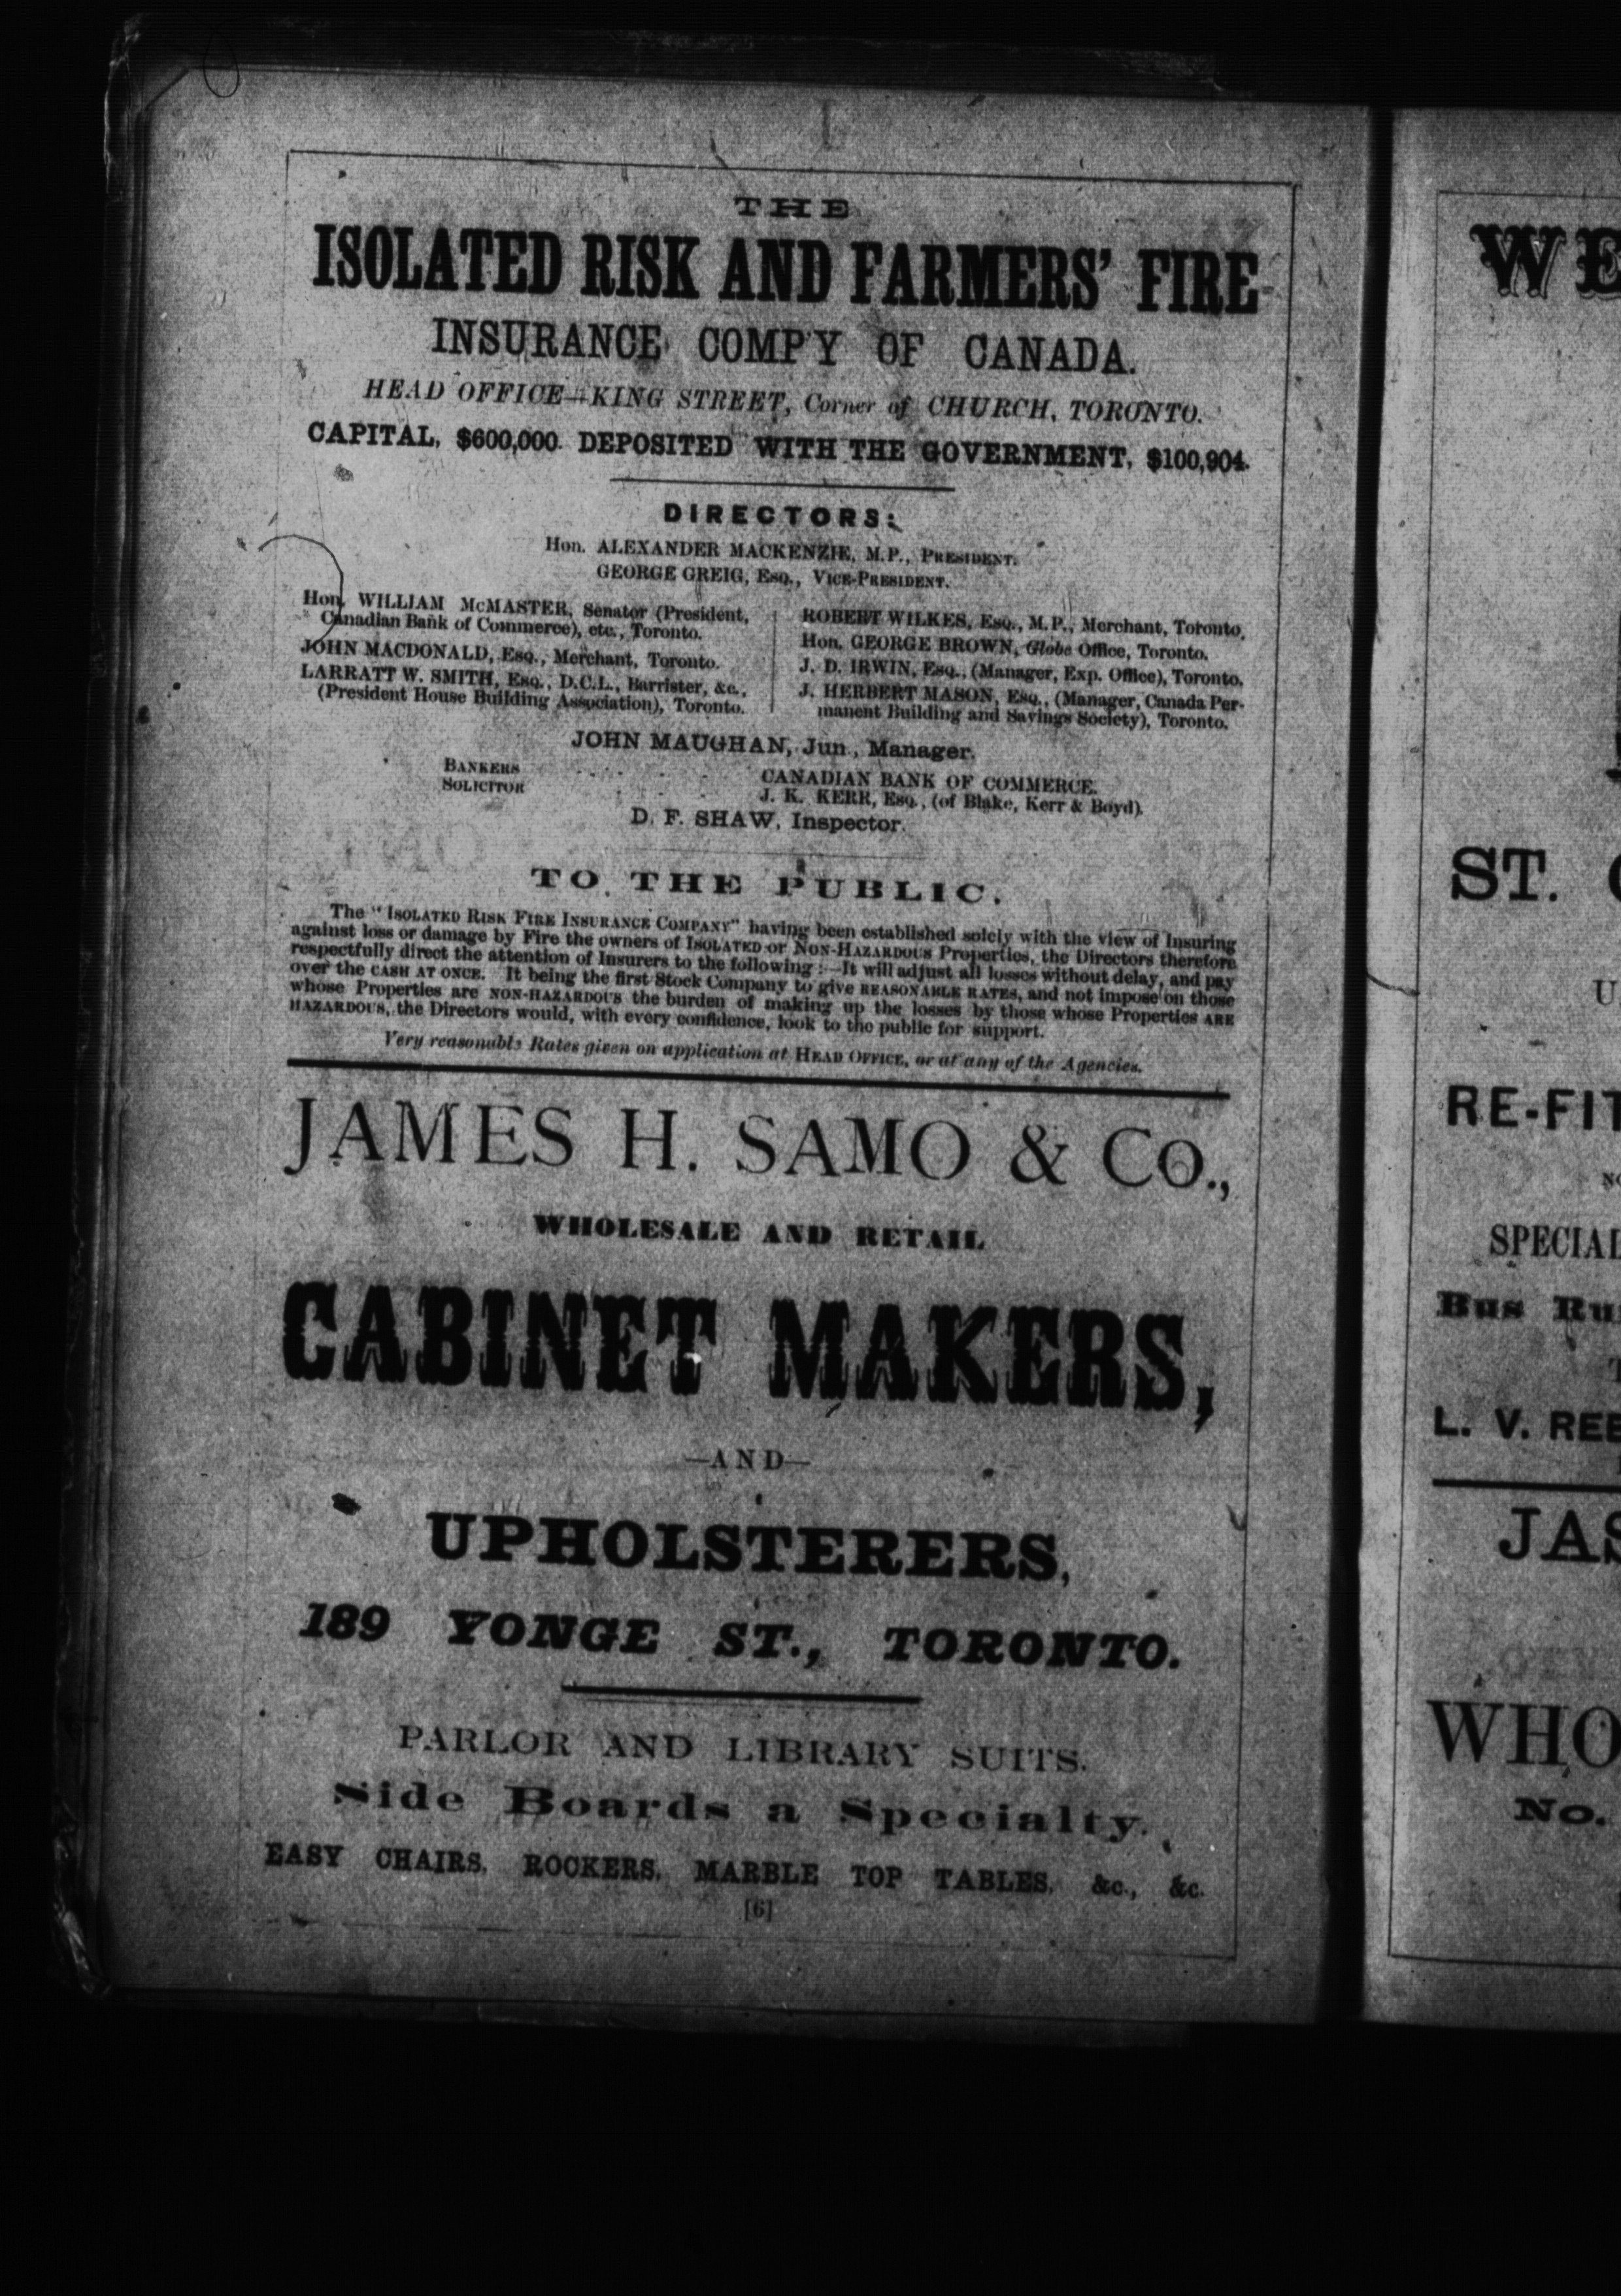 THE
ISOLATED RISK AND FARMERS' FIRE
INSURANCE COMP'Y OF CANADA.
HEAD OFFICE—KING STREET, Corner of CHURCH, TORONTO.
CAPITAL, $600,000. DEPOSITED WITH THE GOVERNMENT, $100,904.
DIRECTORS:
Hon. ALEXANDER MACKENZIE, M.P., PRESIDENT.
GEORGE GREIG, Esq., VICE-PRESIDENT.
Hon. WILLIAM McMASTER, Senator (President,
Canadian Bank of Commerce), etc., Toronto.
JOHN MACDONALD, Esq., Merchant, Toronto.
LARRATT W. SMITH, Esq., D.C.L., Barrister, &c.,
(President House Building Association), Toronto.
ROBERT WILKES, Esq., M.P., Merchant, Toronto.
Hon. GEORGE BROWN, Globe Office, Toronto.
J. D. IRWIN, Esq., (Manager, Exp. Office), Toronto.
J. HERBERT MASON, Esq., (Manager, Canada Per-
manent Building and Savings Society), Toronto.
JOHN MAUGHAN, Jun., Manager.
BANKERS . . . . CANADIAN BANK OF COMMERCE.
SOLICITOR . . . . J. K. KERR, Esq., (of Blake, Kerr & Boyd).
D. F. SHAW, Inspector.
TO THE PUBLIC.
The "ISOLATED RISK FIRE INSURANCE COMPANY" having been established solely with the view of Insuring
against loss or damage by Fire the owners of ISOLATED or NON-HAZARDOUS Properties, the Directors therefore
respectfully direct the attention of Insurers to the following:—It will adjust all losses without delay, and pay
over the CASH AT ONCE. It being the first Stock Company to give REASONABLE RATES, and not impose on those
whose Properties are NON-HAZARDOUS the burden of making up the losses by those whose Properties ARE
HAZARDOUS, the Directors would, with every confidence, look to the public for support.
Very reasonable Rates given on application at HEAD OFFICE, or at any of the Agencies.
JAMES H. SAMO & CO.,
WHOLESALE AND RETAIL
CABINET MAKERS,
—AND—
UPHOLSTERERS,
189 YONGE ST., TORONTO.
PARLOR AND LIBRARY SUITS.
Side Boards a Specialty.
EASY CHAIRS, ROCKERS, MARBLE TOP TABLES, &c., &c.
[6]
WE
ST.
U
RE-FIT
SPECIAL
Bus Ru
L. V. REE
JAS
WHO
No.